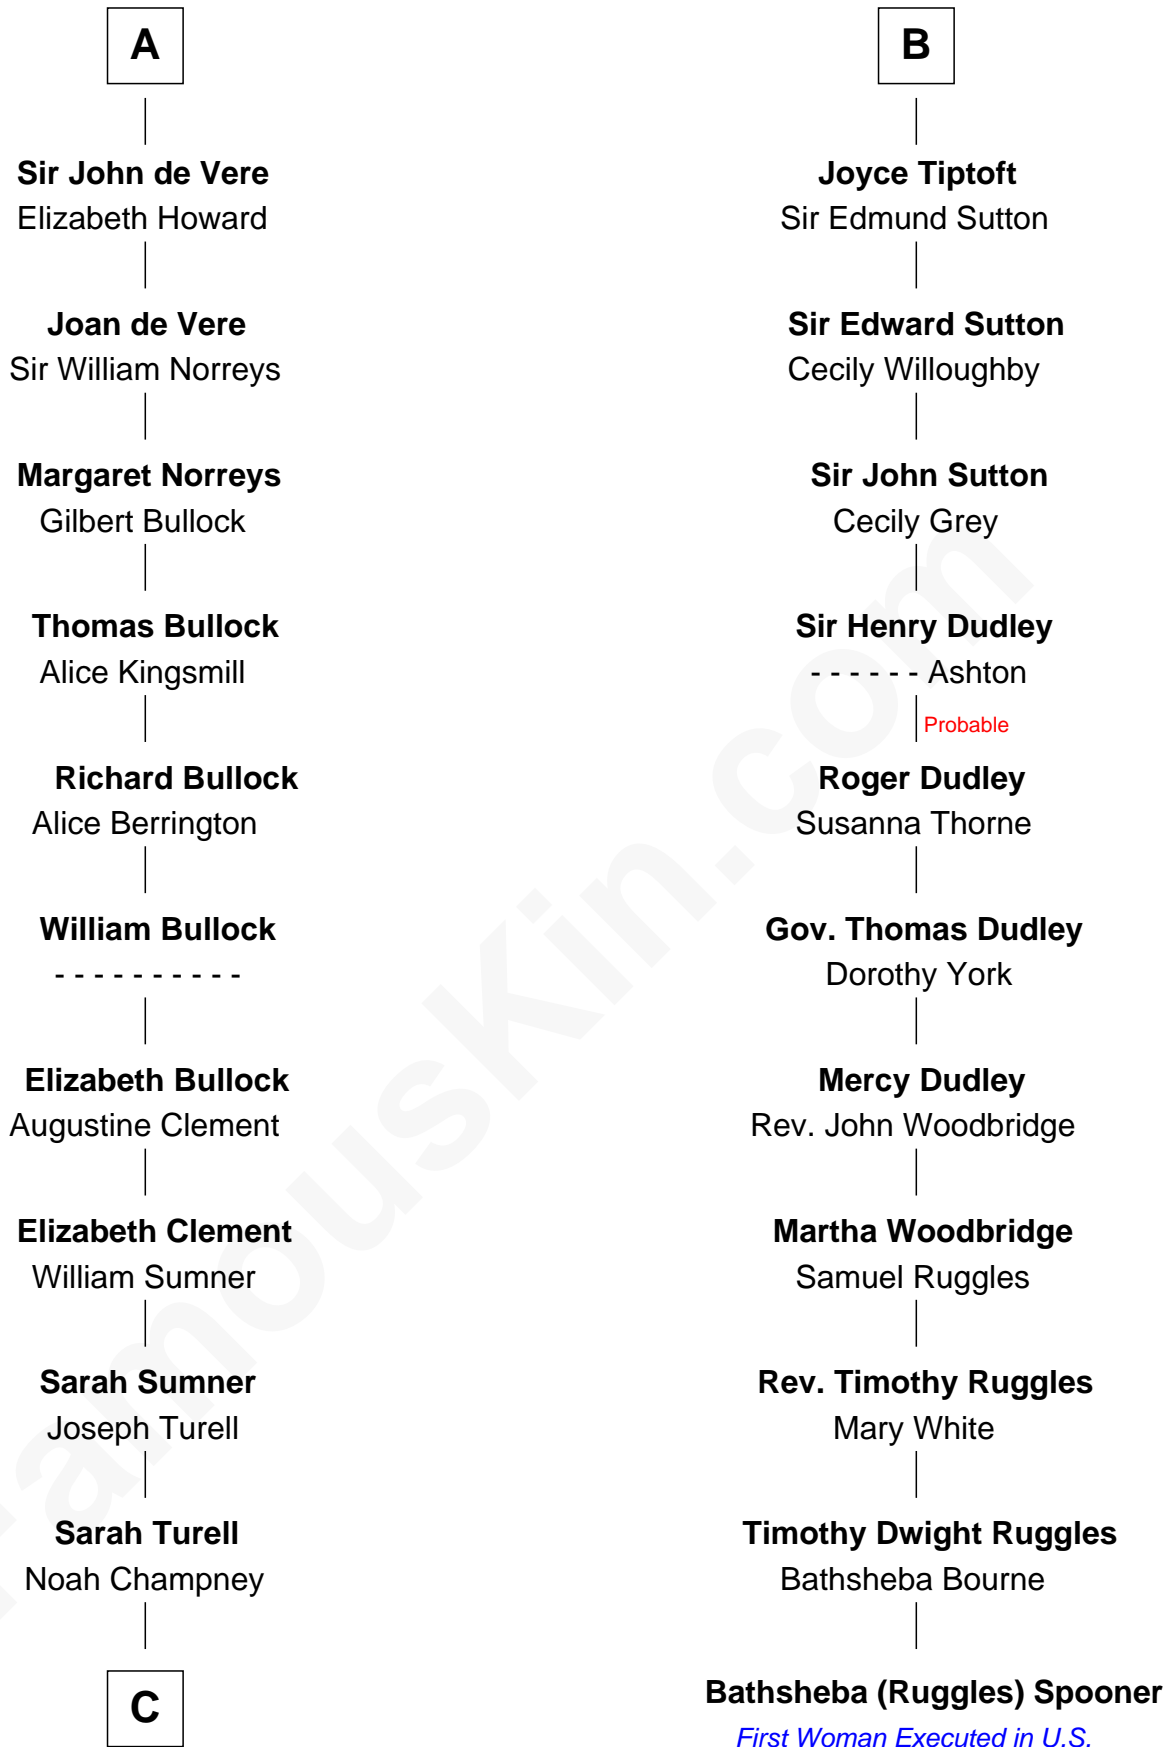 A
Sir John de Vere
Elizabeth Howard
Joan de Vere
Sir William Norreys
Margaret Norreys
Gilbert Bullock
Thomas Bullock
Alice Kingsmill
Richard Bullock
Alice Berrington
William Bullock
- - - - - - - - - -
Elizabeth Bullock
Augustine Clement
Elizabeth Clement
William Sumner
Sarah Sumner
Joseph Turell
Sarah Turell
Noah Champney
C
B
Joyce Tiptoft
Sir Edmund Sutton
Sir Edward Sutton
Cecily Willoughby
Sir John Sutton
Cecily Grey
Sir Henry Dudley
- - - - - - Ashton
Probable
Roger Dudley
Susanna Thorne
Gov. Thomas Dudley
Dorothy York
Mercy Dudley
Rev. John Woodbridge
Martha Woodbridge
Samuel Ruggles
Rev. Timothy Ruggles
Mary White
Timothy Dwight Ruggles
Bathsheba Bourne
Bathsheba (Ruggles) Spooner
First Woman Executed in U.S.
FamousKin.com